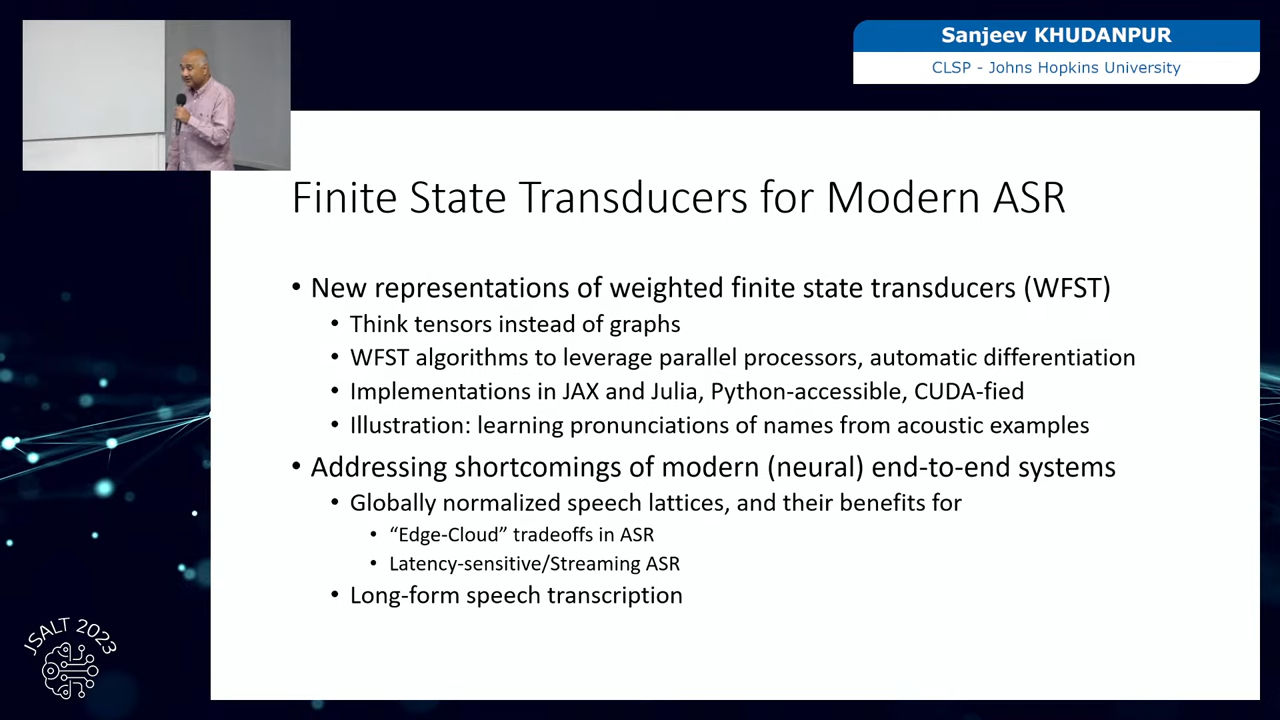 Sanjeev KHUDANPUR
CLSP - Johns Hopkins University
Finite State Transducers for Modern ASR
• New representations of weighted finite state transducers (WFST)
• Think tensors instead of graphs
• WFST algorithms to leverage parallel processors, automatic differentiation
• Implementations in JAX and Julia, Python-accessible, CUDA-fied
• Illustration: learning pronunciations of names from acoustic examples
• Addressing shortcomings of modern (neural) end-to-end systems
• Globally normalized speech lattices, and their benefits for
• “Edge-Cloud” tradeoffs in ASR
• Latency-sensitive/Streaming ASR
• Long-form speech transcription
JSALT 2023